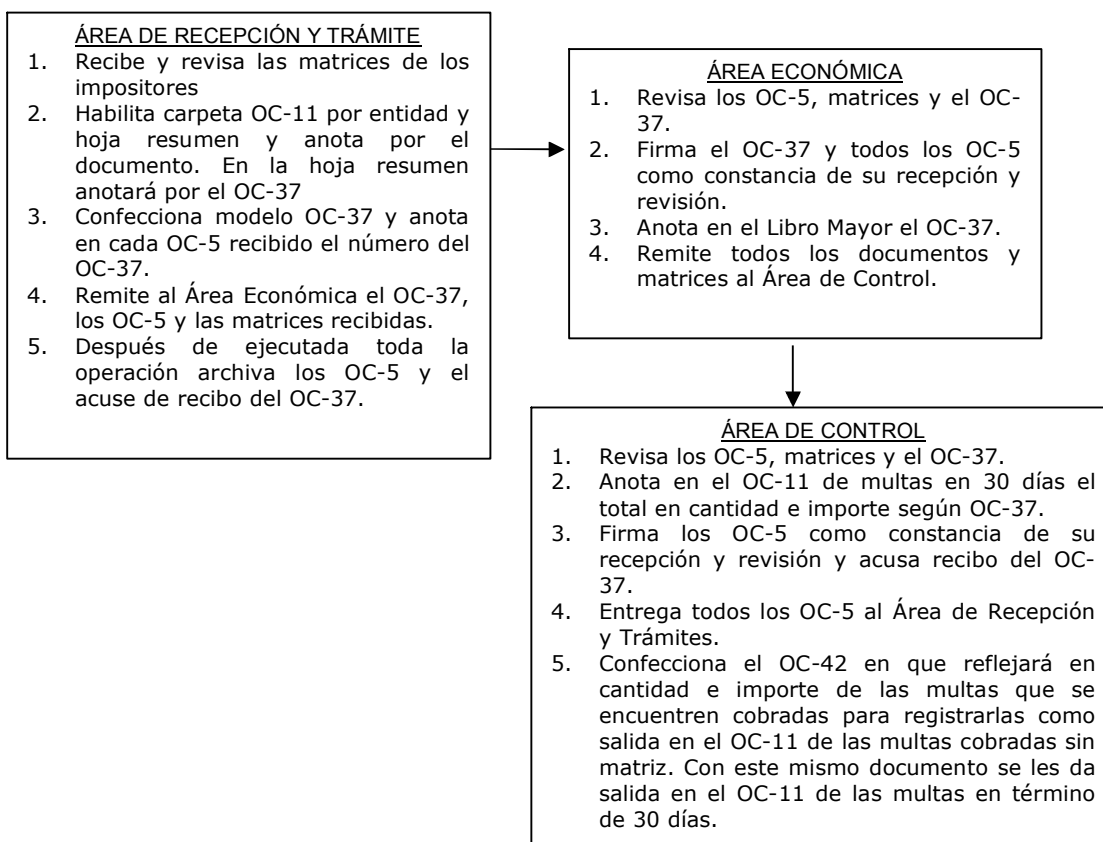 ÁREA DE RECEPCIÓN Y TRÁMITE
1. Recibe y revisa las matrices de los
impositores
2. Habilita carpeta OC-11 por entidad y
hoja resumen y anota por el
documento. En la hoja resumen
anotará por el OC-37
3. Confecciona modelo OC-37 y anota
en cada OC-5 recibido el número del
OC-37.
4. Remite al Área Económica el OC-37,
los OC-5 y las matrices recibidas.
5. Después de ejecutada toda la
operación archiva los OC-5 y el
acuse de recibo del OC-37.
ÁREA ECONÓMICA
1. Revisa los OC-5, matrices y el OC-
37.
2. Firma el OC-37 y todos los OC-5
como constancia de su recepción y
revisión.
3. Anota en el Libro Mayor el OC-37.
4. Remite todos los documentos y
matrices al Área de Control.
ÁREA DE CONTROL
1. Revisa los OC-5, matrices y el OC-37.
2. Anota en el OC-11 de multas en 30 días el
total en cantidad e importe según OC-37.
3. Firma los OC-5 como constancia de su
recepción y revisión y acusa recibo del OC-
37.
4. Entrega todos los OC-5 al Área de Recepción
y Trámites.
5. Confecciona el OC-42 en que reflejará en
cantidad e importe de las multas que se
encuentren cobradas para registrarlas como
salida en el OC-11 de las multas cobradas sin
matriz. Con este mismo documento se les da
salida en el OC-11 de las multas en término
de 30 días.